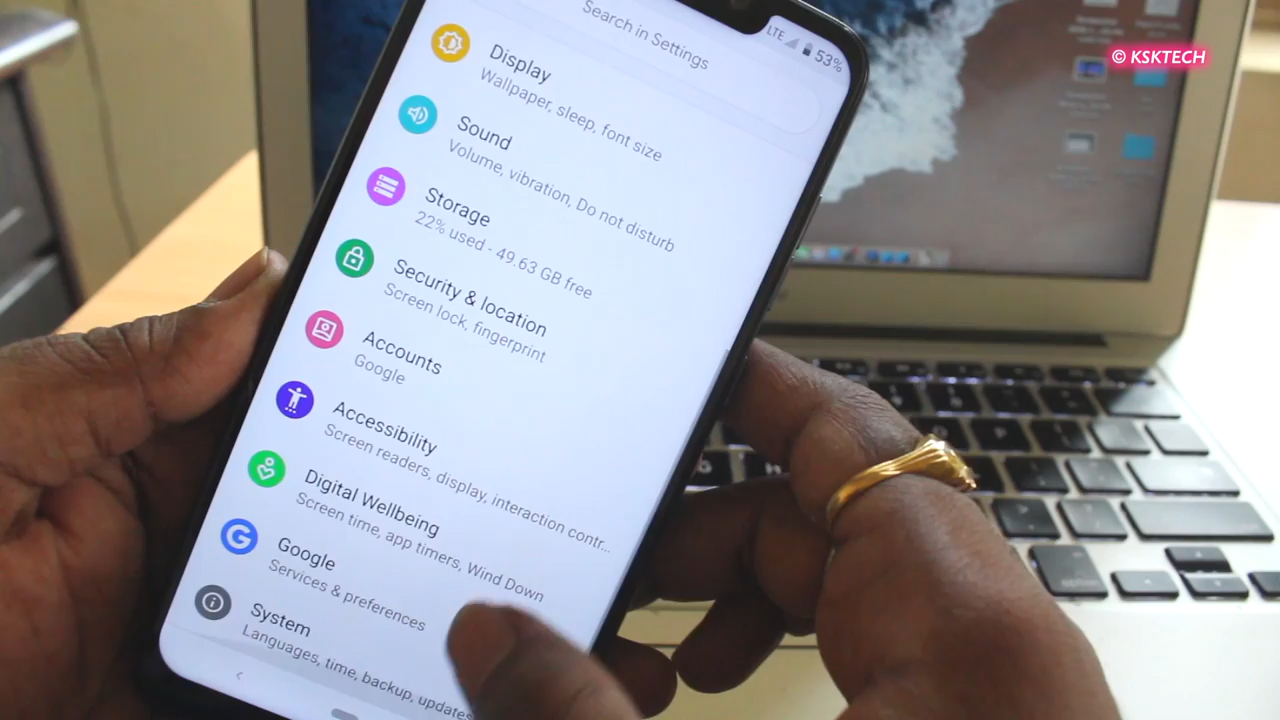 Search in Settings
LTE 53%
© KSKTECH
Display
Wallpaper, sleep, font size
Sound
Volume, vibration, Do not disturb
Storage
22% used - 49.63 GB free
Security & location
Screen lock, fingerprint
Accounts
Google
Accessibility
Screen readers, display, interaction contr...
Digital Wellbeing
Screen time, app timers, Wind Down
Google
Services & preferences
System
Languages, time, backup, updates